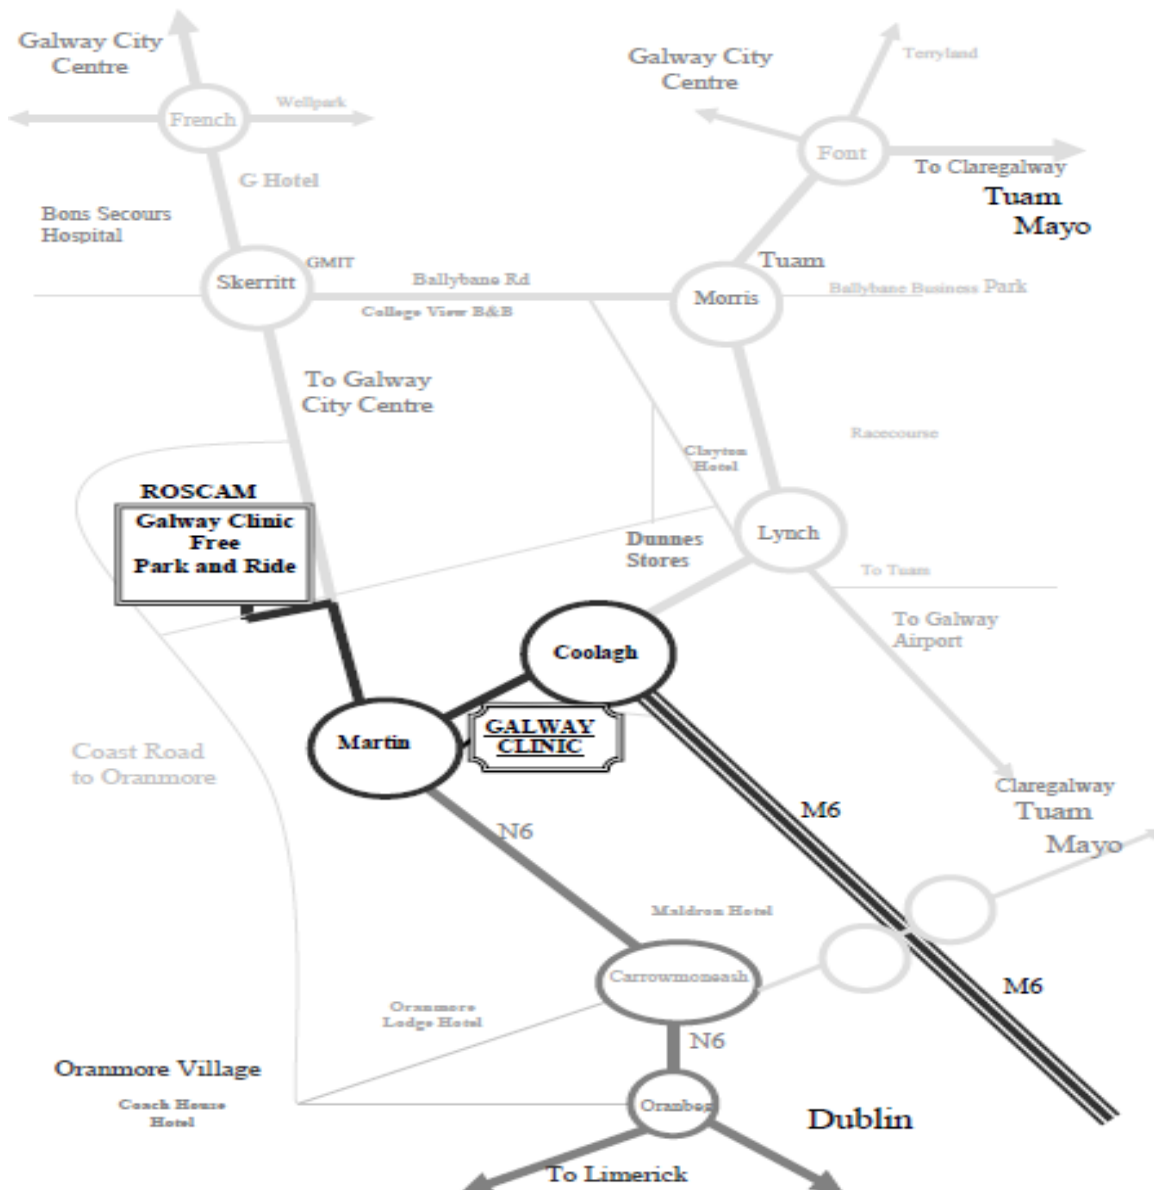 Galway City
Centre
Galway City
Centre
Terryland
Wellpark
French
Font
To Claregalway
Tuam
Mayo
G Hotel
Bons Secours
Hospital
GMIT
Skerritt
Ballybane Rd
College View B&B
Tuam
Morris
Ballybane Business Park
To Galway
City Centre
Racecourse
Clayton
Hotel
ROSCAM
Galway Clinic
Free
Park and Ride
Dunnes
Stores
Lynch
To Tuam
To Galway
Airport
Coolagh
Martin
GALWAY
CLINIC
Coast Road
to Oranmore
Claregalway
Tuam
Mayo
M6
N6
Maldron Hotel
Carrowmoneash
M6
Oranmore
Lodge Hotel
N6
Oranmore Village
Coach House
Hotel
Oranbeg
Dublin
To Limerick